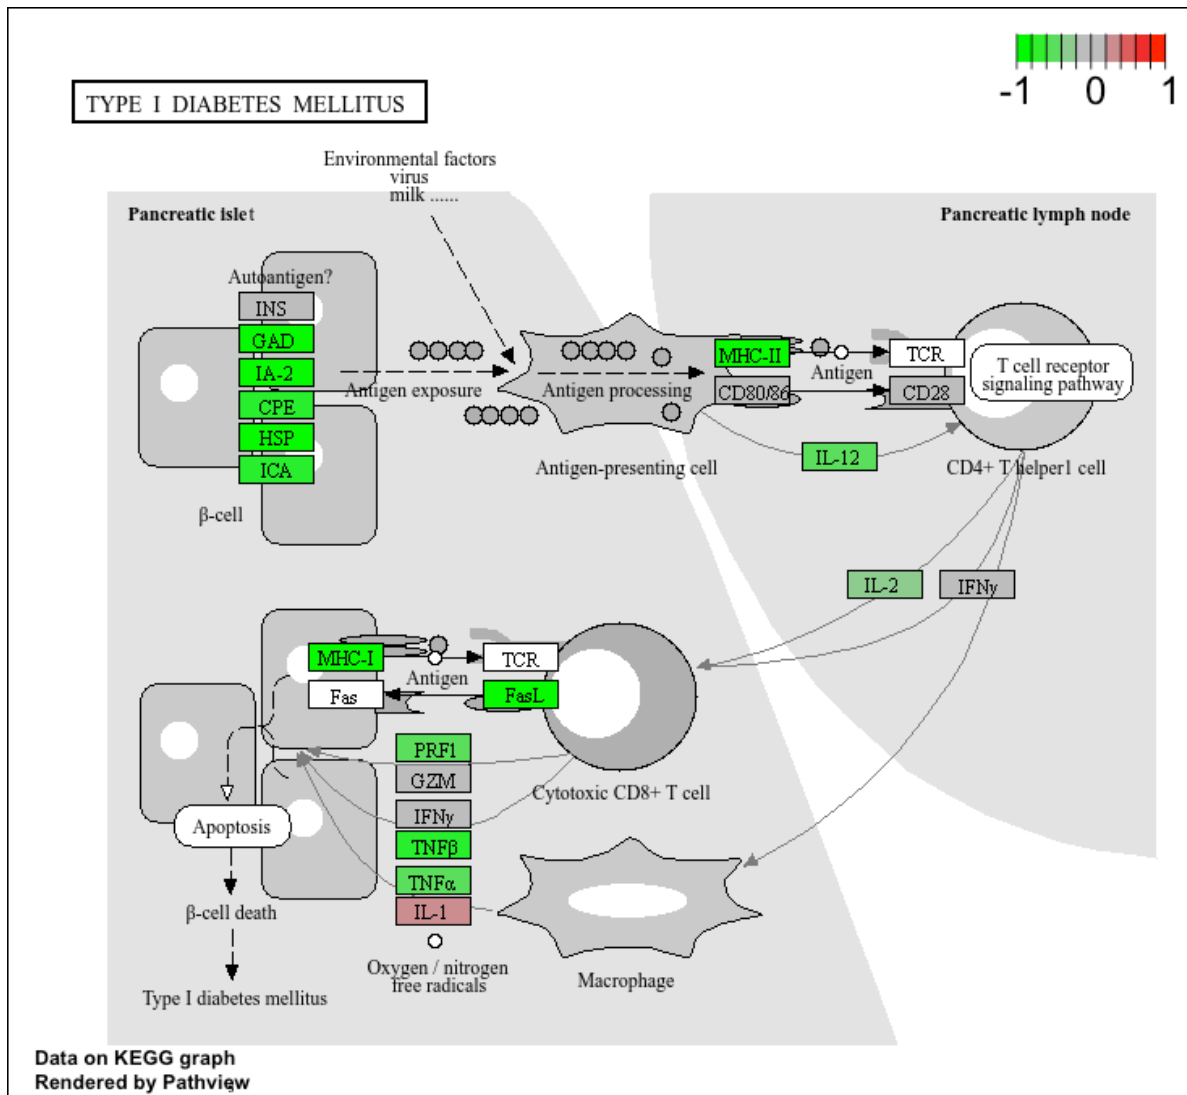 -1 0 1
TYPE I DIABETES MELLITUS
Environmental factors
virus
milk ......
Pancreatic islet
Pancreatic lymph node
Autoantigen?
INS
GAD
IA-2
CPE
HSP
ICA
β-cell
Antigen exposure
Antigen processing
Antigen-presenting cell
MHC-II
CD80/86
Antigen
TCR
CD28
T cell receptor
signaling pathway
IL-12
CD4+ T helper1 cell
IL-2
IFNγ
MHC-I
Fas
Antigen
TCR
FasL
PRF1
GZM
IFNγ
TNFβ
TNFα
IL-1
Cytotoxic CD8+ T cell
Apoptosis
β-cell death
Type I diabetes mellitus
Oxygen / nitrogen
free radicals
Macrophage
Data on KEGG graph
Rendered by Pathview